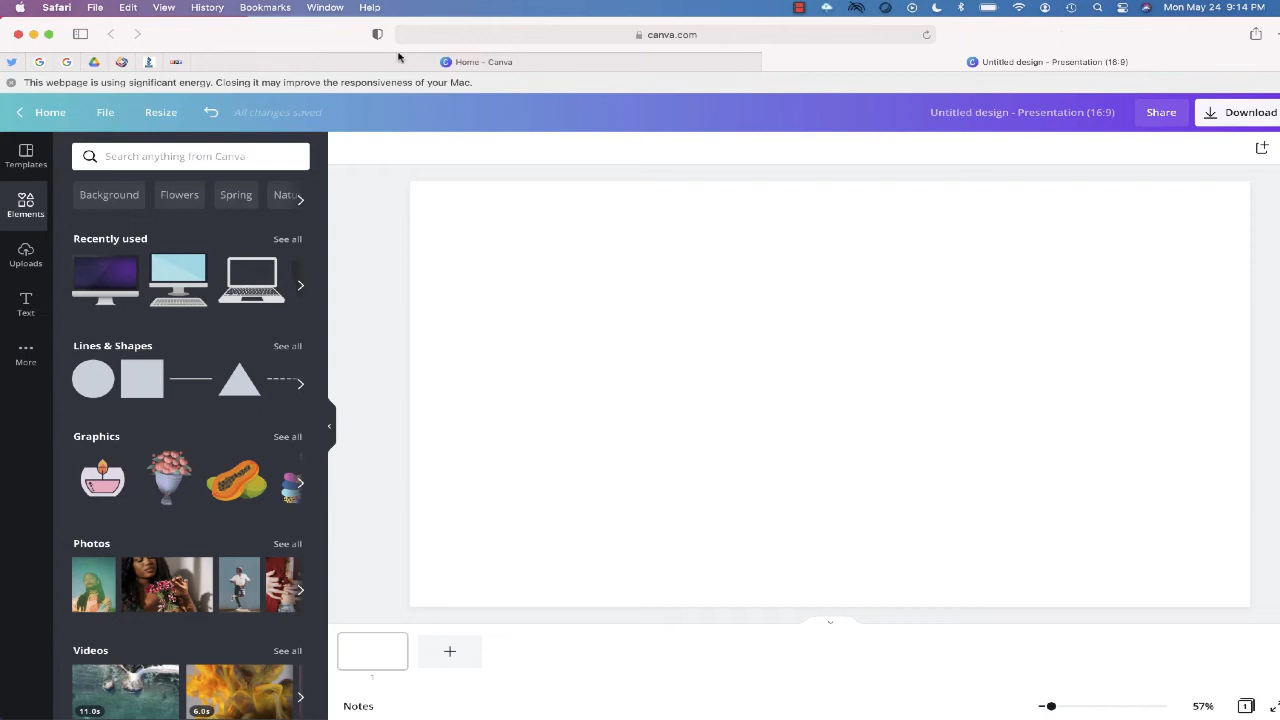 Safari File Edit View History Bookmarks Window Help Mon May 24 9:14 PM
canva.com
Home – Canva Untitled design - Presentation (16:9)
This webpage is using significant energy. Closing it may improve the responsiveness of your Mac.
Home File Resize All changes saved Untitled design - Presentation (16:9) Share Download
Templates
Elements
Uploads
Text
More
Search anything from Canva
Background Flowers Spring Natu
Recently used See all
Lines & Shapes See all
Graphics See all
Photos See all
Videos See all
11.0s 6.0s
1
Notes 57% 1